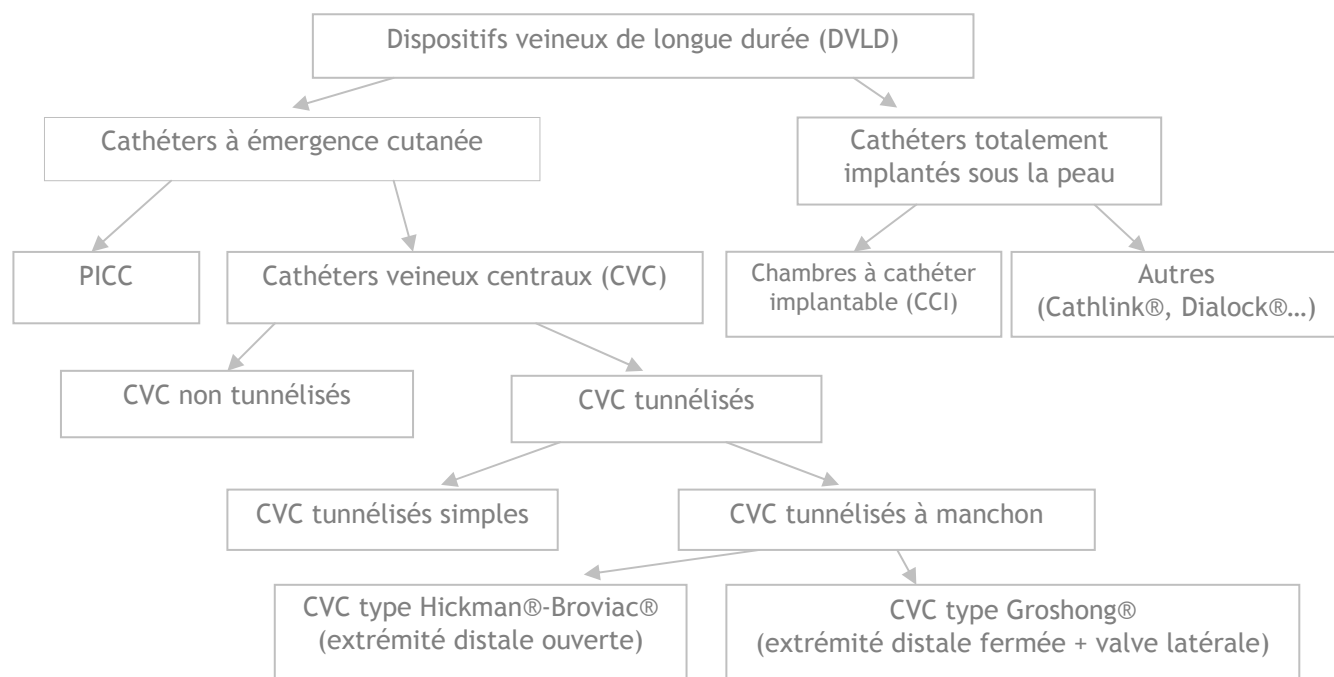 Dispositifs veineux de longue durée (DVLD)
Cathéters à émergence cutanée
Cathéters totalement
implantés sous la peau
PICC
Cathéters veineux centraux (CVC)
Chambres à cathéter
implantable (CCI)
Autres
(Cathlink®, Dialock®…)
CVC non tunnélisés
CVC tunnélisés
CVC tunnélisés simples
CVC tunnélisés à manchon
CVC type Hickman®-Broviac®
(extrémité distale ouverte)
CVC type Groshong®
(extrémité distale fermée + valve latérale)